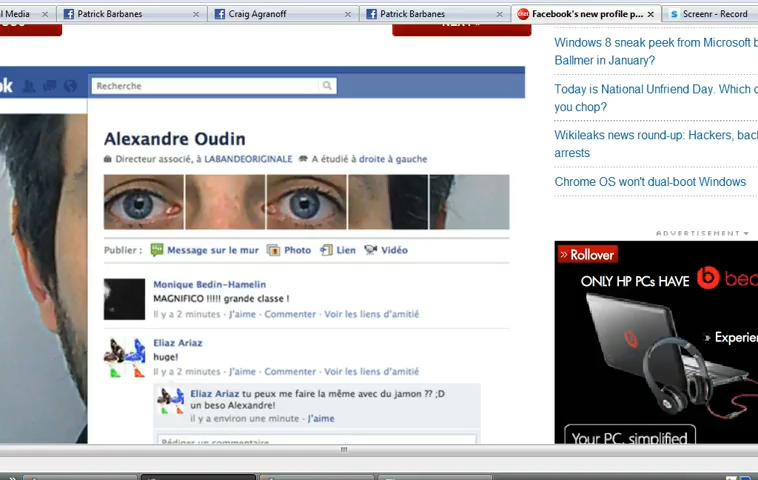 l Media
Patrick Barbanes
Craig Agranoff
Patrick Barbanes
Facebook's new profile p...
Screenr - Record
Windows 8 sneak peek from Microsoft b
Ballmer in January?
Today is National Unfriend Day. Which
you chop?
Wikileaks news round-up: Hackers,
arrests
Chrome OS won't dual-boot Windows
ok
Recherche
Alexandre Oudin
Directeur associé, à LABANDEORIGINALE A étudié à droite à gauche
Publier : Message sur le mur Photo Lien Vidéo
Monique Bedin-Hamelin
MAGNIFICO !!!!! grande classe !
Il y a 2 minutes · J'aime · Commenter · Voir les liens d'amitié
Eliaz Ariaz
huge!
Il y a 2 minutes · J'aime · Commenter · Voir les liens d'amitié
Eliaz Ariaz tu peux me faire la même avec du jamon ?? ;D
un beso Alexandre!
il y a environ une minute · J'aime
Rédiger un commentaire
ADVERTISEMENT
» Rollover
ONLY HP PCs HAVE
» Experie
Your PC, simplified